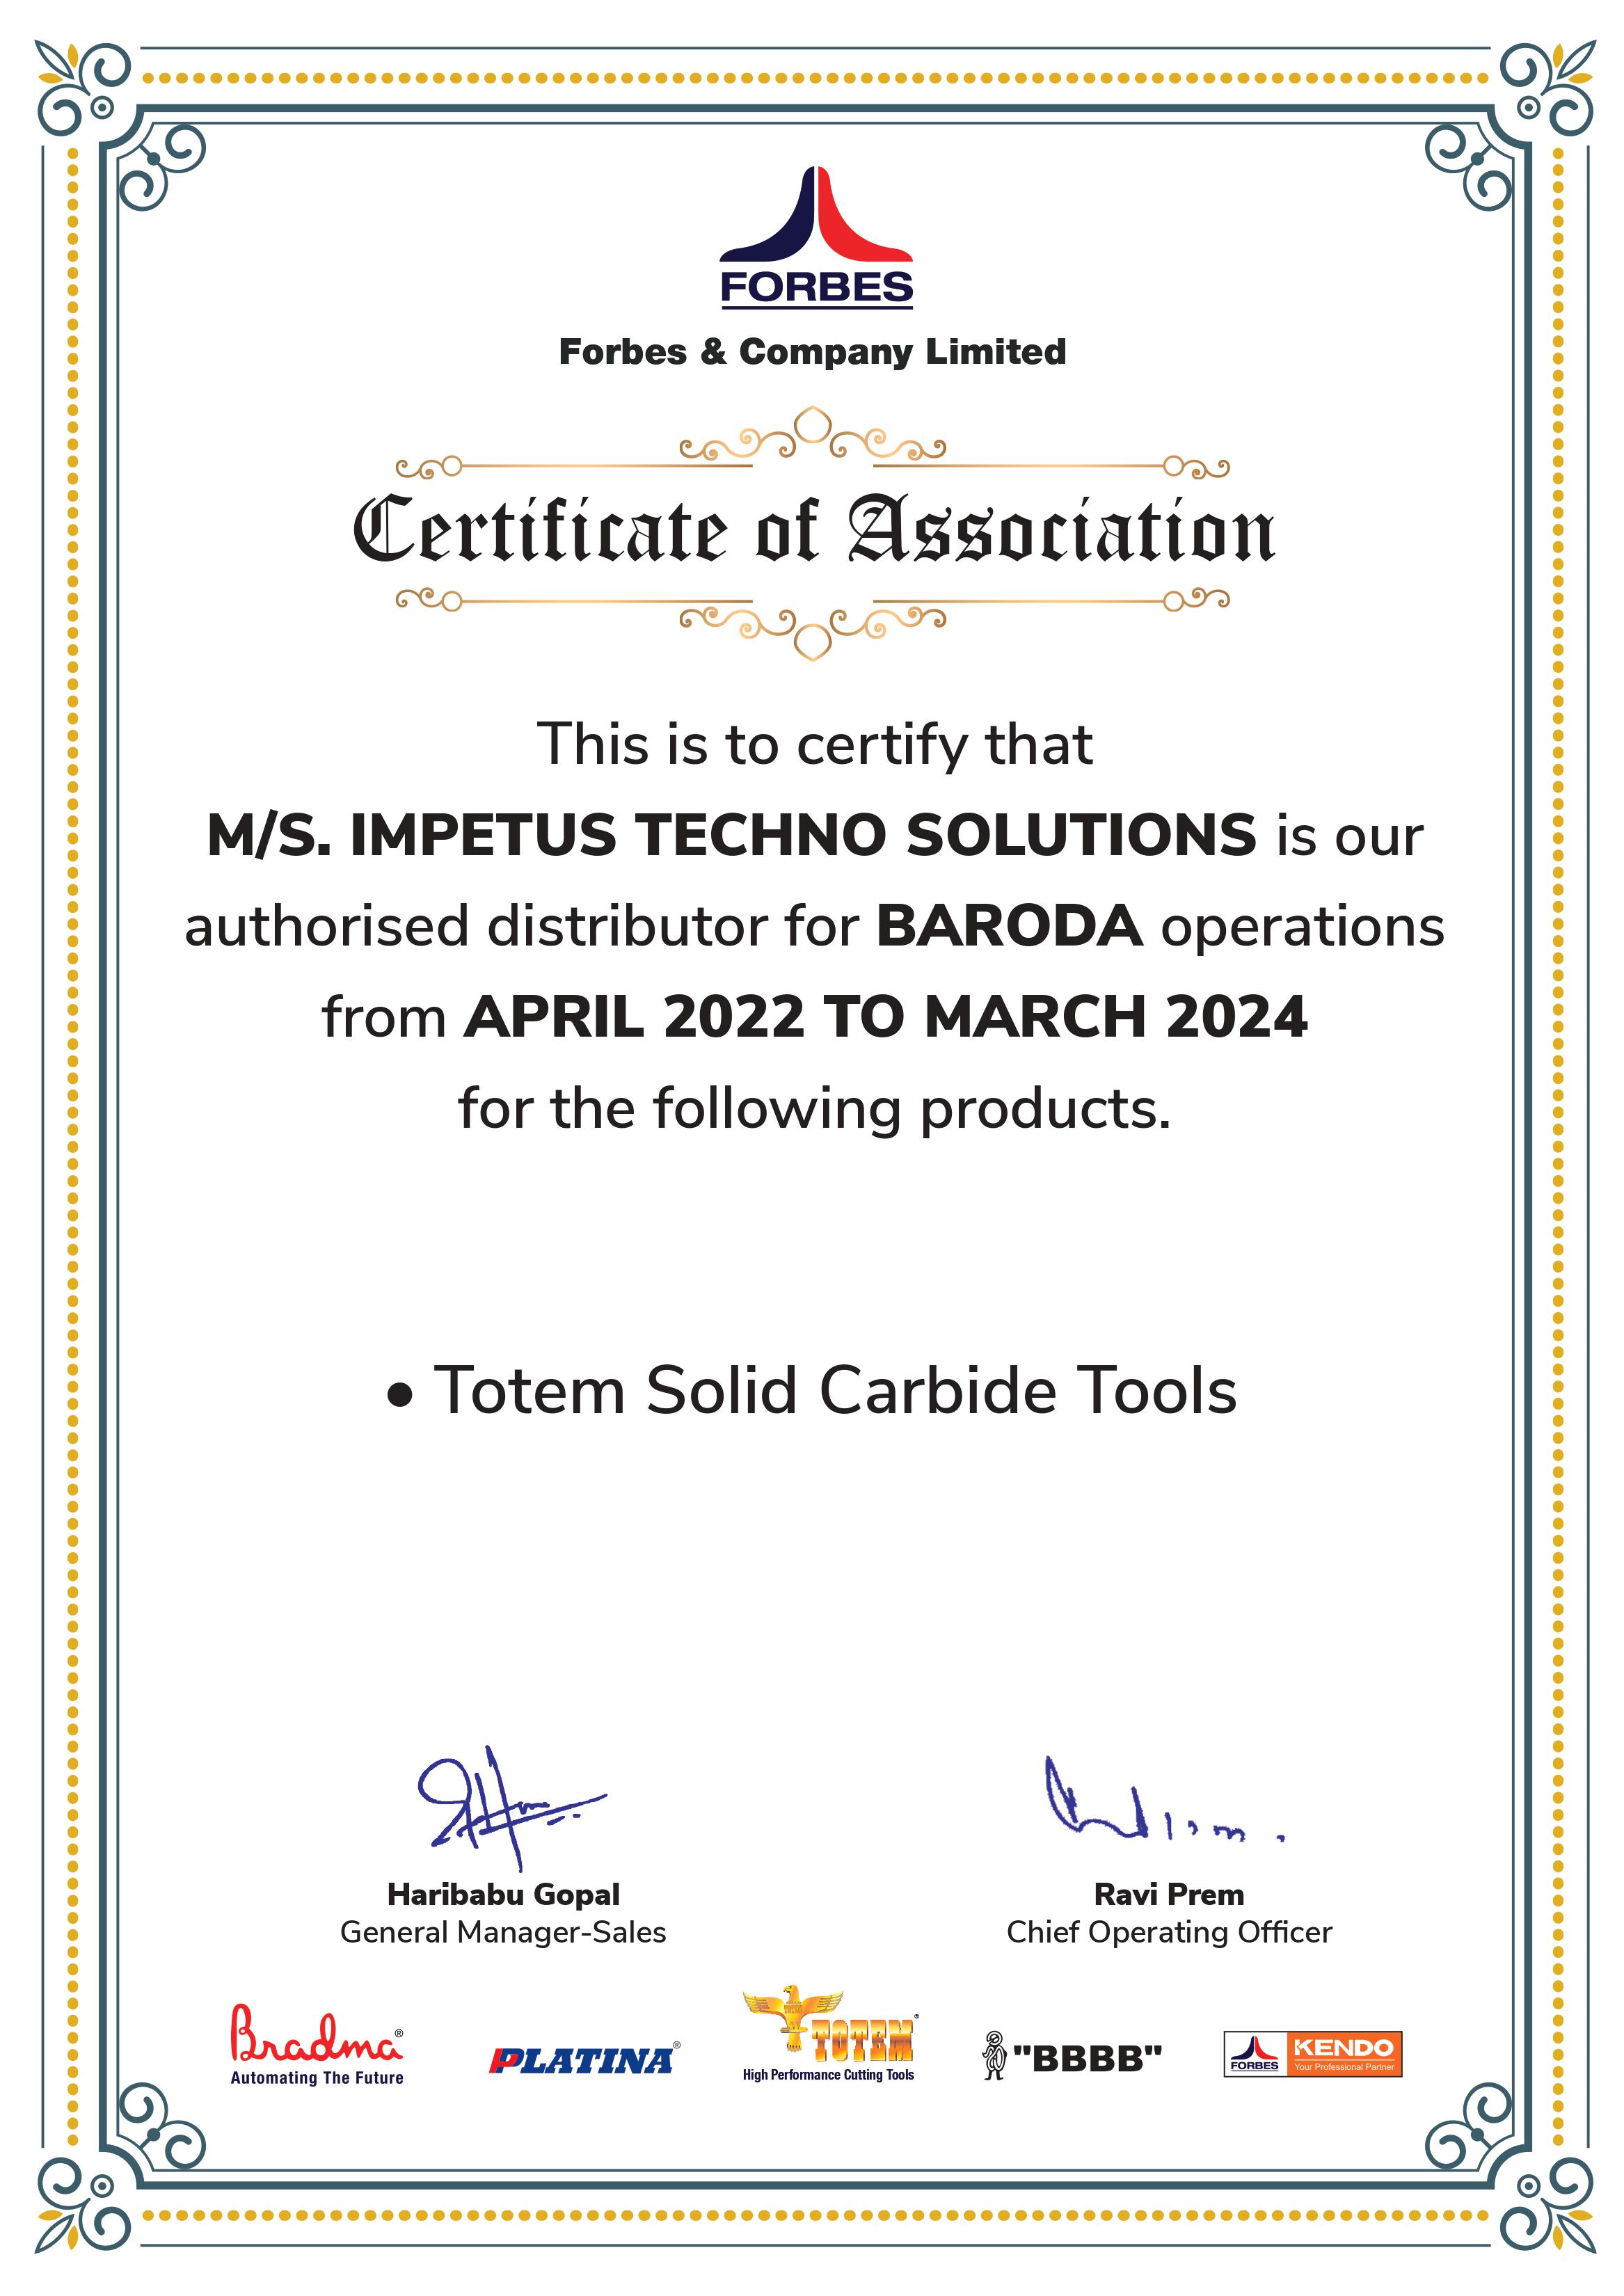 FORBES
Forbes & Company Limited
Certificate of Association
This is to certify that
M/S. IMPETUS TECHNO SOLUTIONS is our
authorised distributor for BARODA operations
from APRIL 2022 TO MARCH 2024
for the following products.
• Totem Solid Carbide Tools
Haribabu Gopal
General Manager-Sales
Ravi Prem
Chief Operating Officer
Bradma®
Automating The Future
PLATINA®
TOTEM
TOTEM®
High Performance Cutting Tools
"BBBB"
FORBES
KENDO
Your Professional Partner